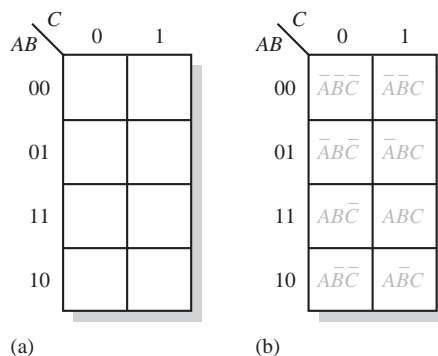 C
AB 0 1
00
01
11
10
(a)
C
AB 0 1
00 A̅B̅C̅ A̅B̅C
01 A̅BC̅ A̅BC
11 ABC̅ ABC
10 AB̅C̅ AB̅C
(b)